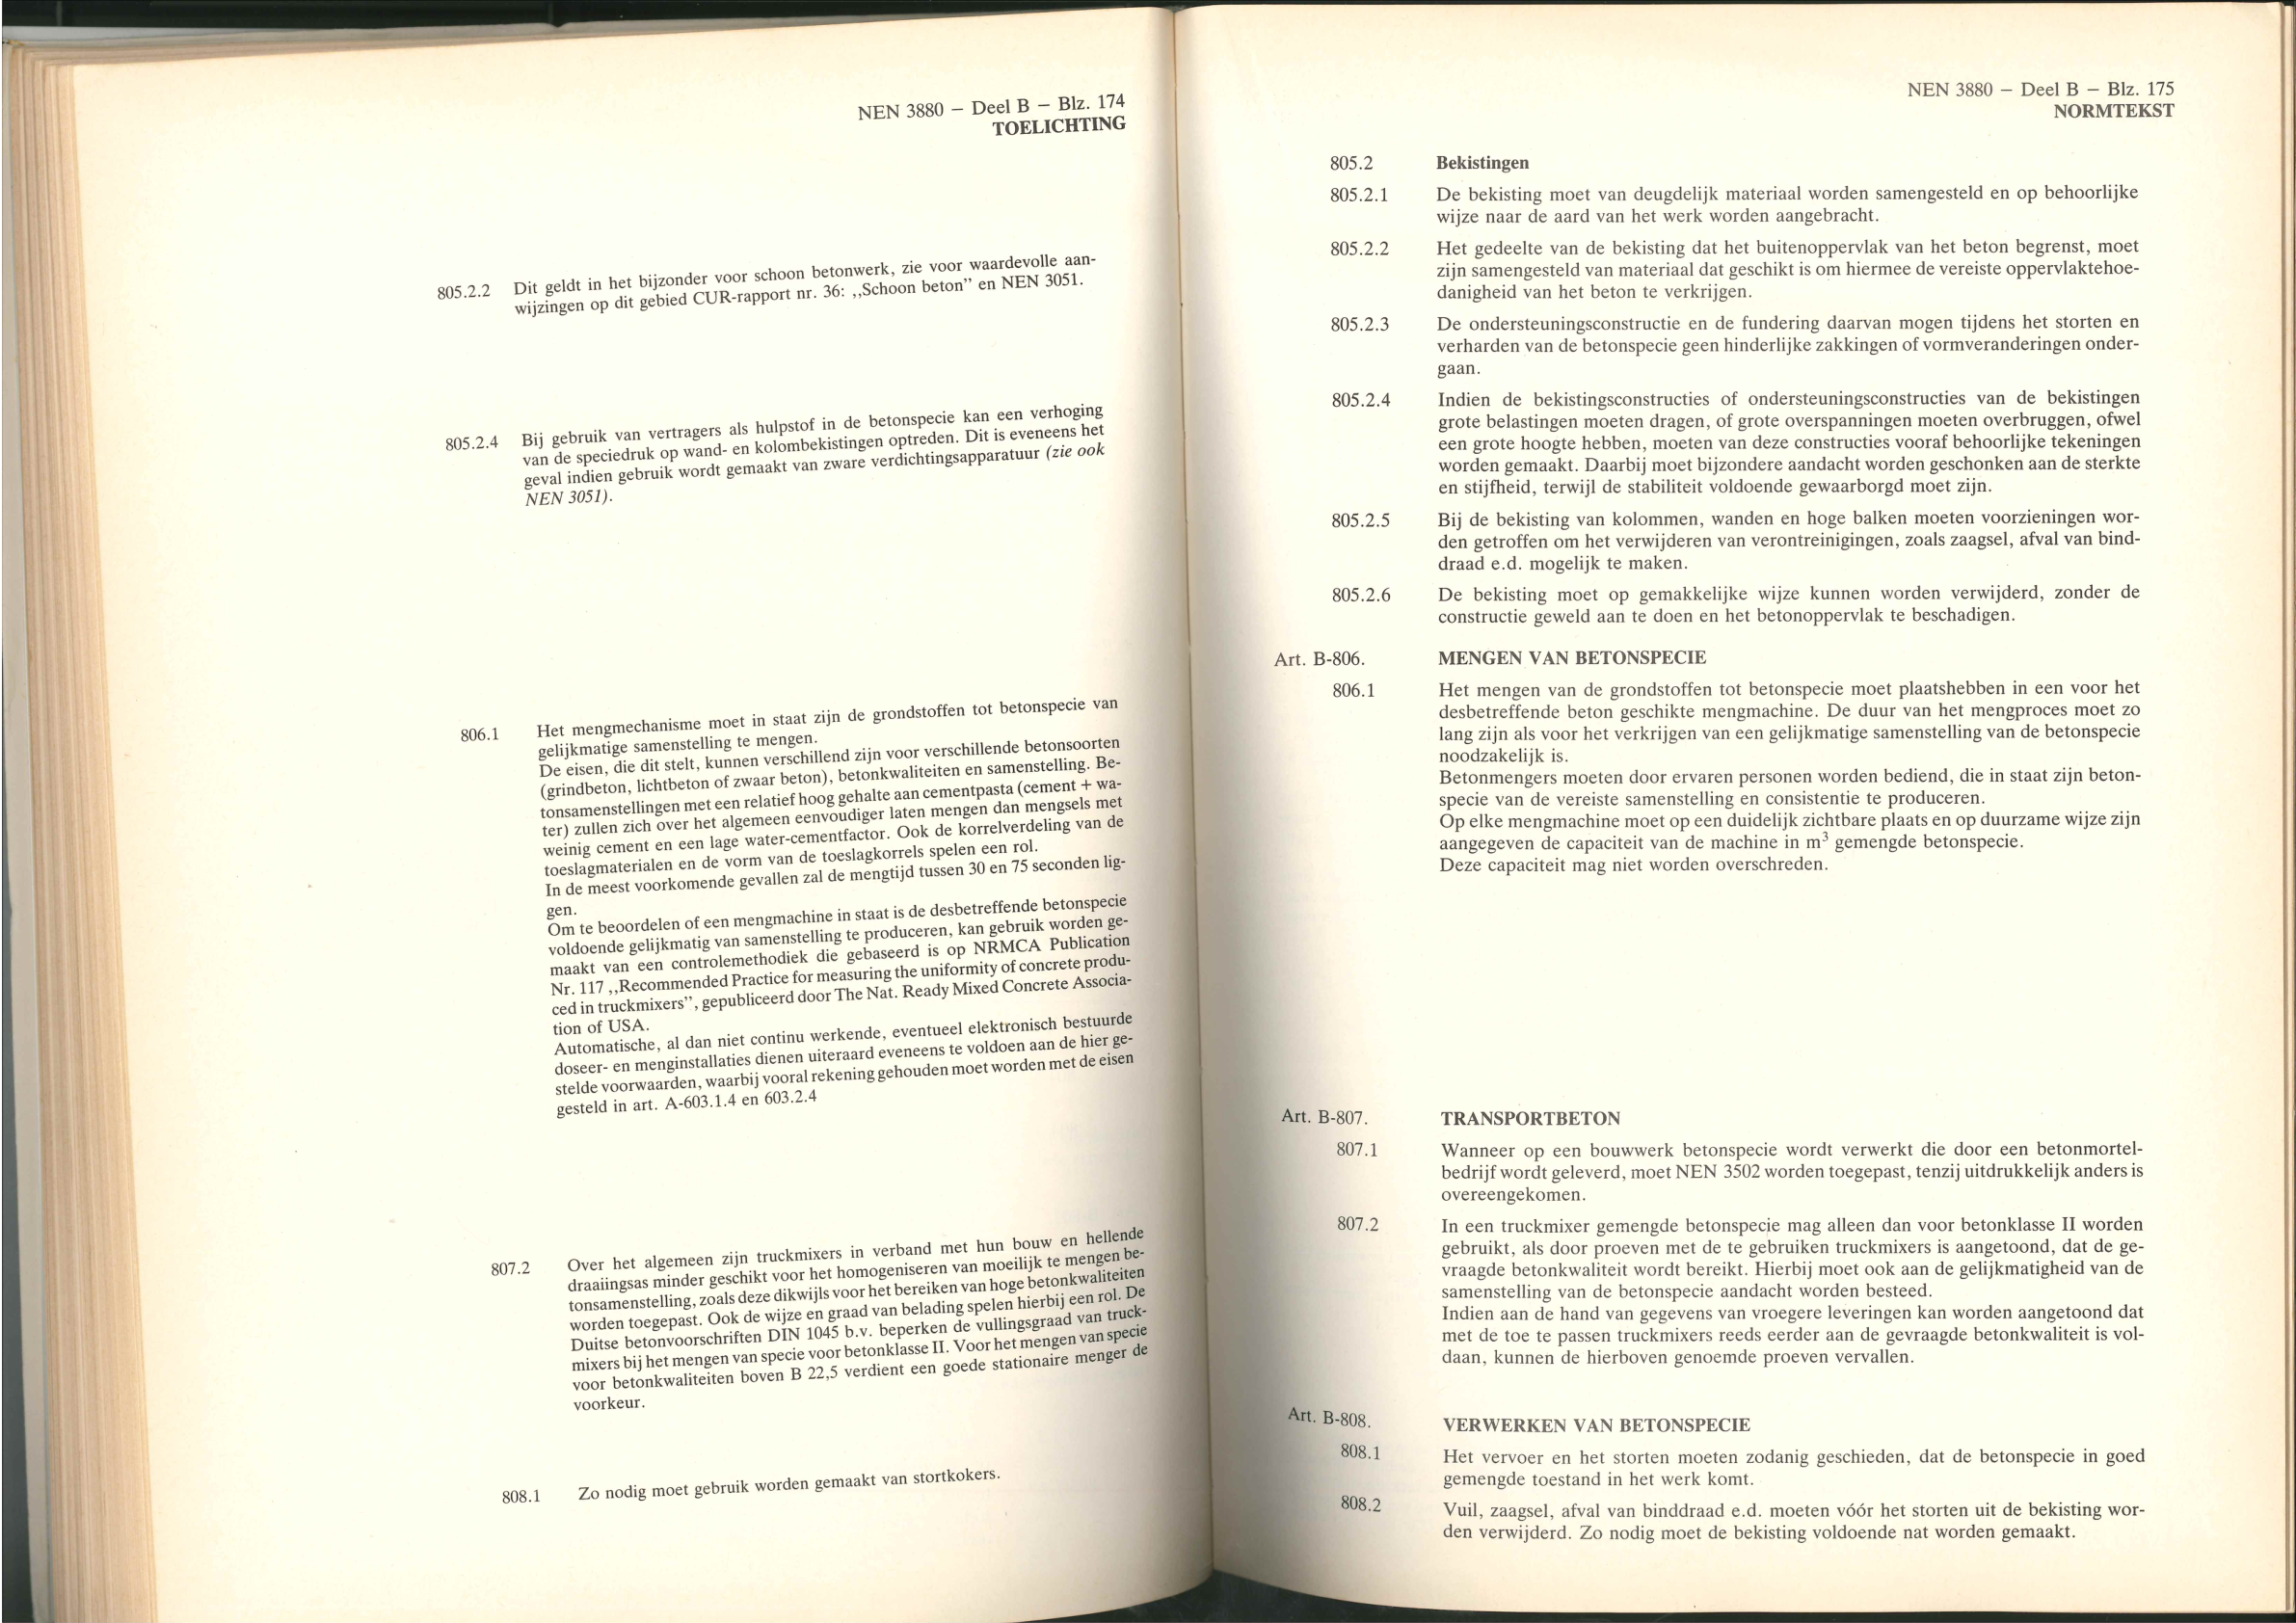 NEN 3880 — Deel B — Blz. 174
TOELICHTING
805.2.2 Dit geldt in het bijzonder voor schoon betonwerk, zie voor waardevolle aan-
wijzingen op dit gebied CUR-rapport nr. 36: ,,Schoon beton” en NEN 3051.
805.2.4 Bij gebruik van vertragers als hulpstof in de betonspecie kan een verhoging
van de speciedruk op wand- en kolombekistingen optreden. Dit is eveneens het
geval indien gebruik wordt gemaakt van zware verdichtingsapparatuur (zie ook
NEN 3051).
806.1 Het mengmechanisme moet in staat zijn de grondstoffen tot betonspecie van
gelijkmatige samenstelling te mengen.
De eisen, die dit stelt, kunnen verschillend zijn voor verschillende betonsoorten
(grindbeton, lichtbeton of zwaar beton), betonkwaliteiten en samenstelling. Be-
tonsamenstellingen met een relatief hoog gehalte aan cementpasta (cement + wa-
ter) zullen zich over het algemeen eenvoudiger laten mengen dan mengsels met
weinig cement en een lage water-cementfactor. Ook de korrelverdeling van de
toeslagmaterialen en de vorm van de toeslagkorrels spelen een rol.
In de meest voorkomende gevallen zal de mengtijd tussen 30 en 75 seconden lig-
gen.
Om te beoordelen of een mengmachine in staat is de desbetreffende betonspecie
voldoende gelijkmatig van samenstelling te produceren, kan gebruik worden ge-
maakt van een controlemethodiek die gebaseerd is op NRMCA Publication
Nr. 117 ,,Recommended Practice for measuring the uniformity of concrete produ-
ced in truckmixers”, gepubliceerd door The Nat. Ready Mixed Concrete Associa-
tion of USA.
Automatische, al dan niet continu werkende, eventueel elektronisch bestuurde
doseer- en menginstallaties dienen uiteraard eveneens te voldoen aan de hier ge-
stelde voorwaarden, waarbij vooral rekening gehouden moet worden met de eisen
gesteld in art. A-603.1.4 en 603.2.4
807.2 Over het algemeen zijn truckmixers in verband met hun bouw en hellende
draaiingsas minder geschikt voor het homogeniseren van moeilijk te mengen be-
tonsamenstelling, zoals deze dikwijls voor het bereiken van hoge betonkwaliteiten
worden toegepast. Ook de wijze en graad van belading spelen hierbij een rol. De
Duitse betonvoorschriften DIN 1045 b.v. beperken de vullingsgraad van truck-
mixers bij het mengen van specie voor betonklasse II. Voor het mengen van specie
voor betonkwaliteiten boven B 22,5 verdient een goede stationaire menger de
voorkeur.
808.1 Zo nodig moet gebruik worden gemaakt van stortkokers.
NEN 3880 — Deel B — Blz. 175
NORMTEKST
805.2 Bekistingen
805.2.1 De bekisting moet van deugdelijk materiaal worden samengesteld en op behoorlijke
wijze naar de aard van het werk worden aangebracht.
805.2.2 Het gedeelte van de bekisting dat het buitenoppervlak van het beton begrenst, moet
zijn samengesteld van materiaal dat geschikt is om hiermee de vereiste oppervlaktehoe-
danigheid van het beton te verkrijgen.
805.2.3 De ondersteuningsconstructie en de fundering daarvan mogen tijdens het storten en
verharden van de betonspecie geen hinderlijke zakkingen of vormveranderingen onder-
gaan.
805.2.4 Indien de bekistingsconstructies of ondersteuningsconstructies van de bekistingen
grote belastingen moeten dragen, of grote overspanningen moeten overbruggen, ofwel
een grote hoogte hebben, moeten van deze constructies vooraf behoorlijke tekeningen
worden gemaakt. Daarbij moet bijzondere aandacht worden geschonken aan de sterkte
en stijfheid, terwijl de stabiliteit voldoende gewaarborgd moet zijn.
805.2.5 Bij de bekisting van kolommen, wanden en hoge balken moeten voorzieningen wor-
den getroffen om het verwijderen van verontreinigingen, zoals zaagsel, afval van bind-
draad e.d. mogelijk te maken.
805.2.6 De bekisting moet op gemakkelijke wijze kunnen worden verwijderd, zonder de
constructie geweld aan te doen en het betonoppervlak te beschadigen.
Art. B-806. MENGEN VAN BETONSPECIE
806.1 Het mengen van de grondstoffen tot betonspecie moet plaatshebben in een voor het
desbetreffende beton geschikte mengmachine. De duur van het mengproces moet zo
lang zijn als voor het verkrijgen van een gelijkmatige samenstelling van de betonspecie
noodzakelijk is.
Betonmengers moeten door ervaren personen worden bediend, die in staat zijn beton-
specie van de vereiste samenstelling en consistentie te produceren.
Op elke mengmachine moet op een duidelijk zichtbare plaats en op duurzame wijze zijn
aangegeven de capaciteit van de machine in m³ gemengde betonspecie.
Deze capaciteit mag niet worden overschreden.
Art. B-807. TRANSPORTBETON
807.1 Wanneer op een bouwwerk betonspecie wordt verwerkt die door een betonmortel-
bedrijf wordt geleverd, moet NEN 3502 worden toegepast, tenzij uitdrukkelijk anders is
overeengekomen.
807.2 In een truckmixer gemengde betonspecie mag alleen dan voor betonklasse II worden
gebruikt, als door proeven met de te gebruiken truckmixers is aangetoond, dat de ge-
vraagde betonkwaliteit wordt bereikt. Hierbij moet ook aan de gelijkmatigheid van de
samenstelling van de betonspecie aandacht worden besteed.
Indien aan de hand van gegevens van vroegere leveringen kan worden aangetoond dat
met de toe te passen truckmixers reeds eerder aan de gevraagde betonkwaliteit is vol-
daan, kunnen de hierboven genoemde proeven vervallen.
Art. B-808. VERWERKEN VAN BETONSPECIE
808.1 Het vervoer en het storten moeten zodanig geschieden, dat de betonspecie in goed
gemengde toestand in het werk komt.
808.2 Vuil, zaagsel, afval van binddraad e.d. moeten vóór het storten uit de bekisting wor-
den verwijderd. Zo nodig moet de bekisting voldoende nat worden gemaakt.